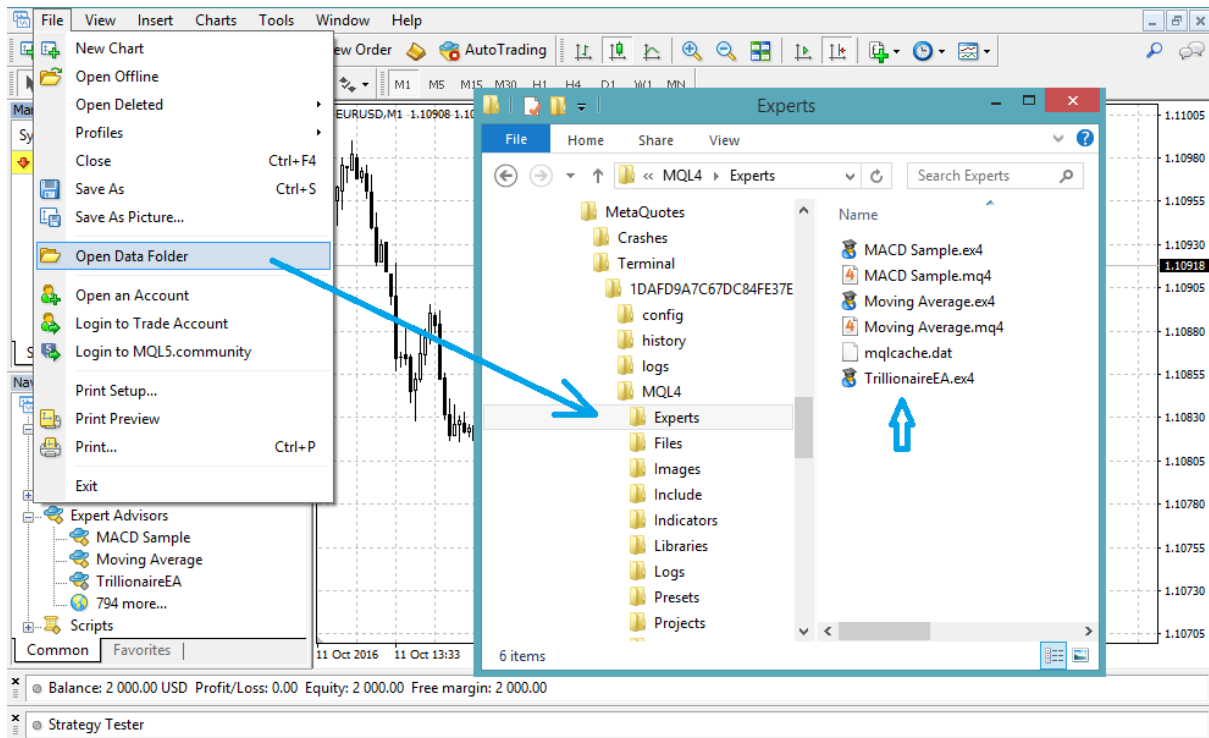 File View Insert Charts Tools Window Help
New Chart
Open Offline
Open Deleted
Profiles
Close Ctrl+F4
Save As Ctrl+S
Save As Picture...
Open Data Folder
Open an Account
Login to Trade Account
Login to MQL5.community
Print Setup...
Print Preview
Print... Ctrl+P
Exit
ew Order AutoTrading
M1 M5 M15 M30 H1 H4 D1 W1 MN
Mar
Sy
S
Nav
EURUSD,M1 1.10908 1.10
Expert Advisors
MACD Sample
Moving Average
TrillionaireEA
794 more...
Scripts
Common Favorites
11 Oct 2016 11 Oct 13:33
Experts
File Home Share View
« MQL4 Experts
Search Experts
MetaQuotes
Crashes
Terminal
1DAFD9A7C67DC84FE37E
config
history
logs
MQL4
Experts
Files
Images
Include
Indicators
Libraries
Logs
Presets
Projects
Name
MACD Sample.ex4
MACD Sample.mq4
Moving Average.ex4
Moving Average.mq4
mqlcache.dat
TrillionaireEA.ex4
6 items
1.11005
1.10980
1.10955
1.10930
1.10918
1.10905
1.10880
1.10855
1.10830
1.10805
1.10780
1.10755
1.10730
1.10705
Balance: 2 000.00 USD Profit/Loss: 0.00 Equity: 2 000.00 Free margin: 2 000.00
Strategy Tester